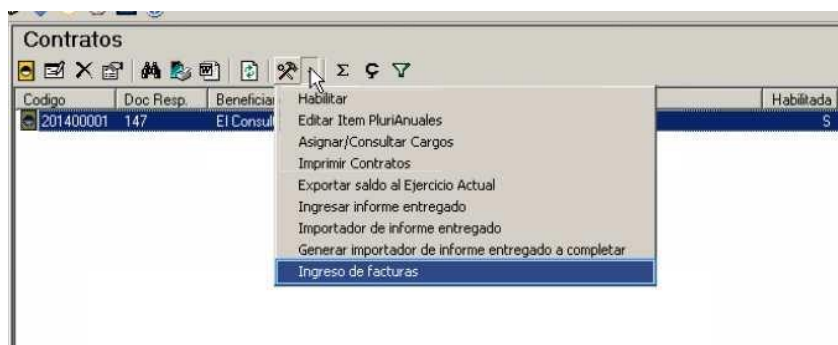 Contratos
Codigo Doc Resp. Habilitada
201400001 147 El Consul S
Habilitar
Editar Item PluriAnuales
Asignar/Consultar Cargos
Imprimir Contratos
Exportar saldo al Ejercicio Actual
Ingresar informe entregado
Importador de informe entregado
Generar importador de informe entregado a completar
Ingreso de facturas